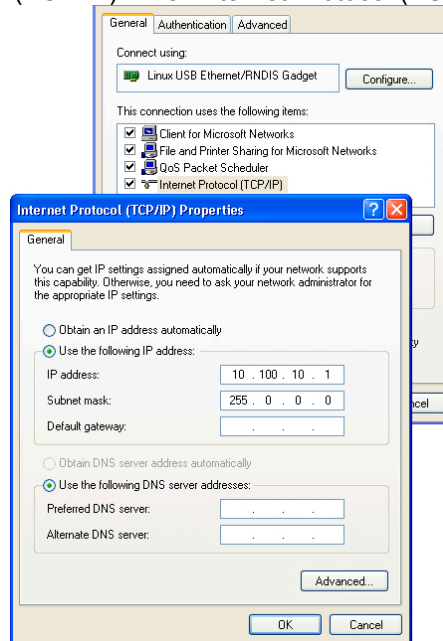 General Authentication Advanced
Connect using:
Linux USB Ethernet/RNDIS Gadget Configure...
This connection uses the following items:
Client for Microsoft Networks
File and Printer Sharing for Microsoft Networks
QoS Packet Scheduler
Internet Protocol (TCP/IP)
Internet Protocol (TCP/IP) Properties
General
You can get IP settings assigned automatically if your network supports
this capability. Otherwise, you need to ask your network administrator for
the appropriate IP settings.
Obtain an IP address automatically
Use the following IP address:
IP address: 10 . 100 . 10 . 1
Subnet mask: 255 . 0 . 0 . 0
Default gateway: . . .
Obtain DNS server address automatically
Use the following DNS server addresses:
Preferred DNS server: . . .
Alternate DNS server: . . .
Advanced...
OK Cancel